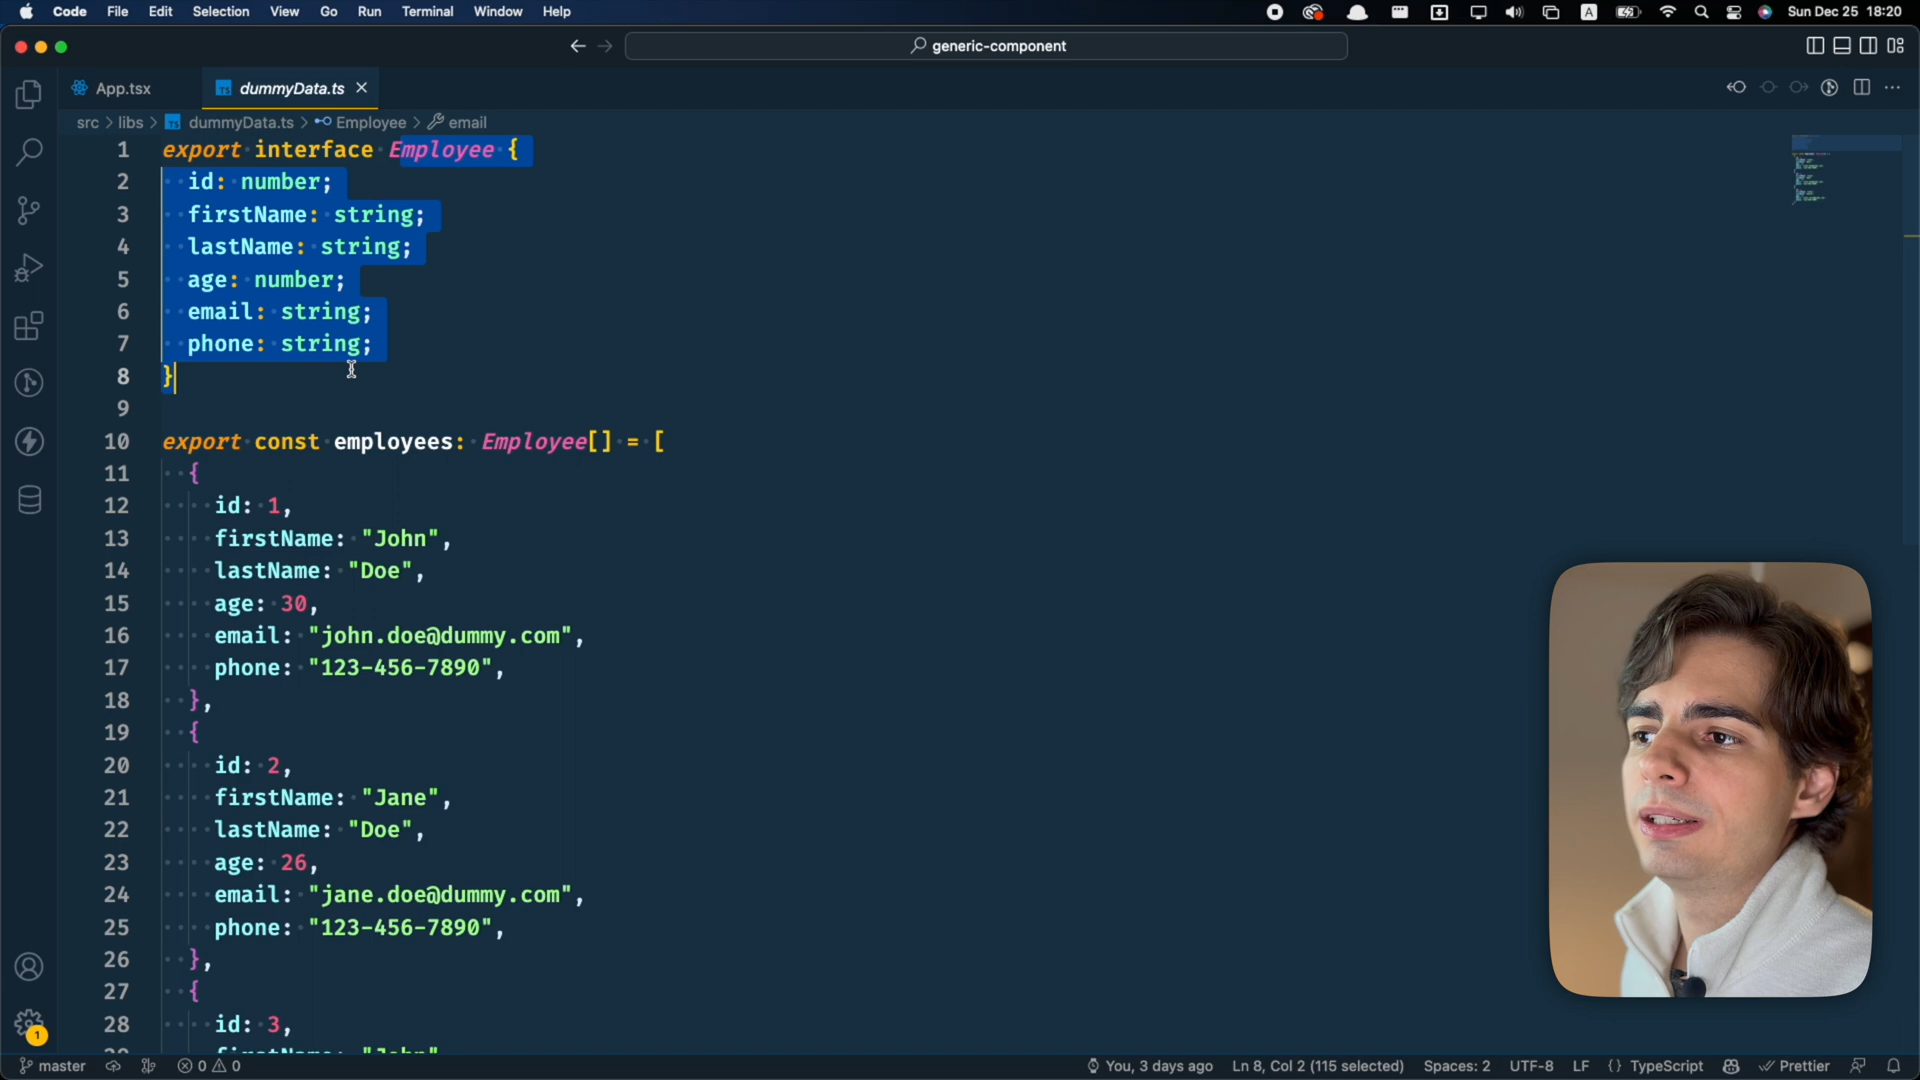 Code File Edit Selection View Go Run Terminal Window Help A Sun Dec 25 18:20
generic-component
App.tsx TS dummyData.ts
src > libs > TS dummyData.ts > Employee > email
1 export interface Employee {
2 id: number;
3 firstName: string;
4 lastName: string;
5 age: number;
6 email: string;
7 phone: string;
8 }
9
10 export const employees: Employee[] = [
11 {
12 id: 1,
13 firstName: "John",
14 lastName: "Doe",
15 age: 30,
16 email: "john.doe@dummy.com",
17 phone: "123-456-7890",
18 },
19 {
20 id: 2,
21 firstName: "Jane",
22 lastName: "Doe",
23 age: 26,
24 email: "jane.doe@dummy.com",
25 phone: "123-456-7890",
26 },
27 {
28 id: 3,
1
master 0 0 You, 3 days ago Ln 8, Col 2 (115 selected) Spaces: 2 UTF-8 LF {} TypeScript Prettier